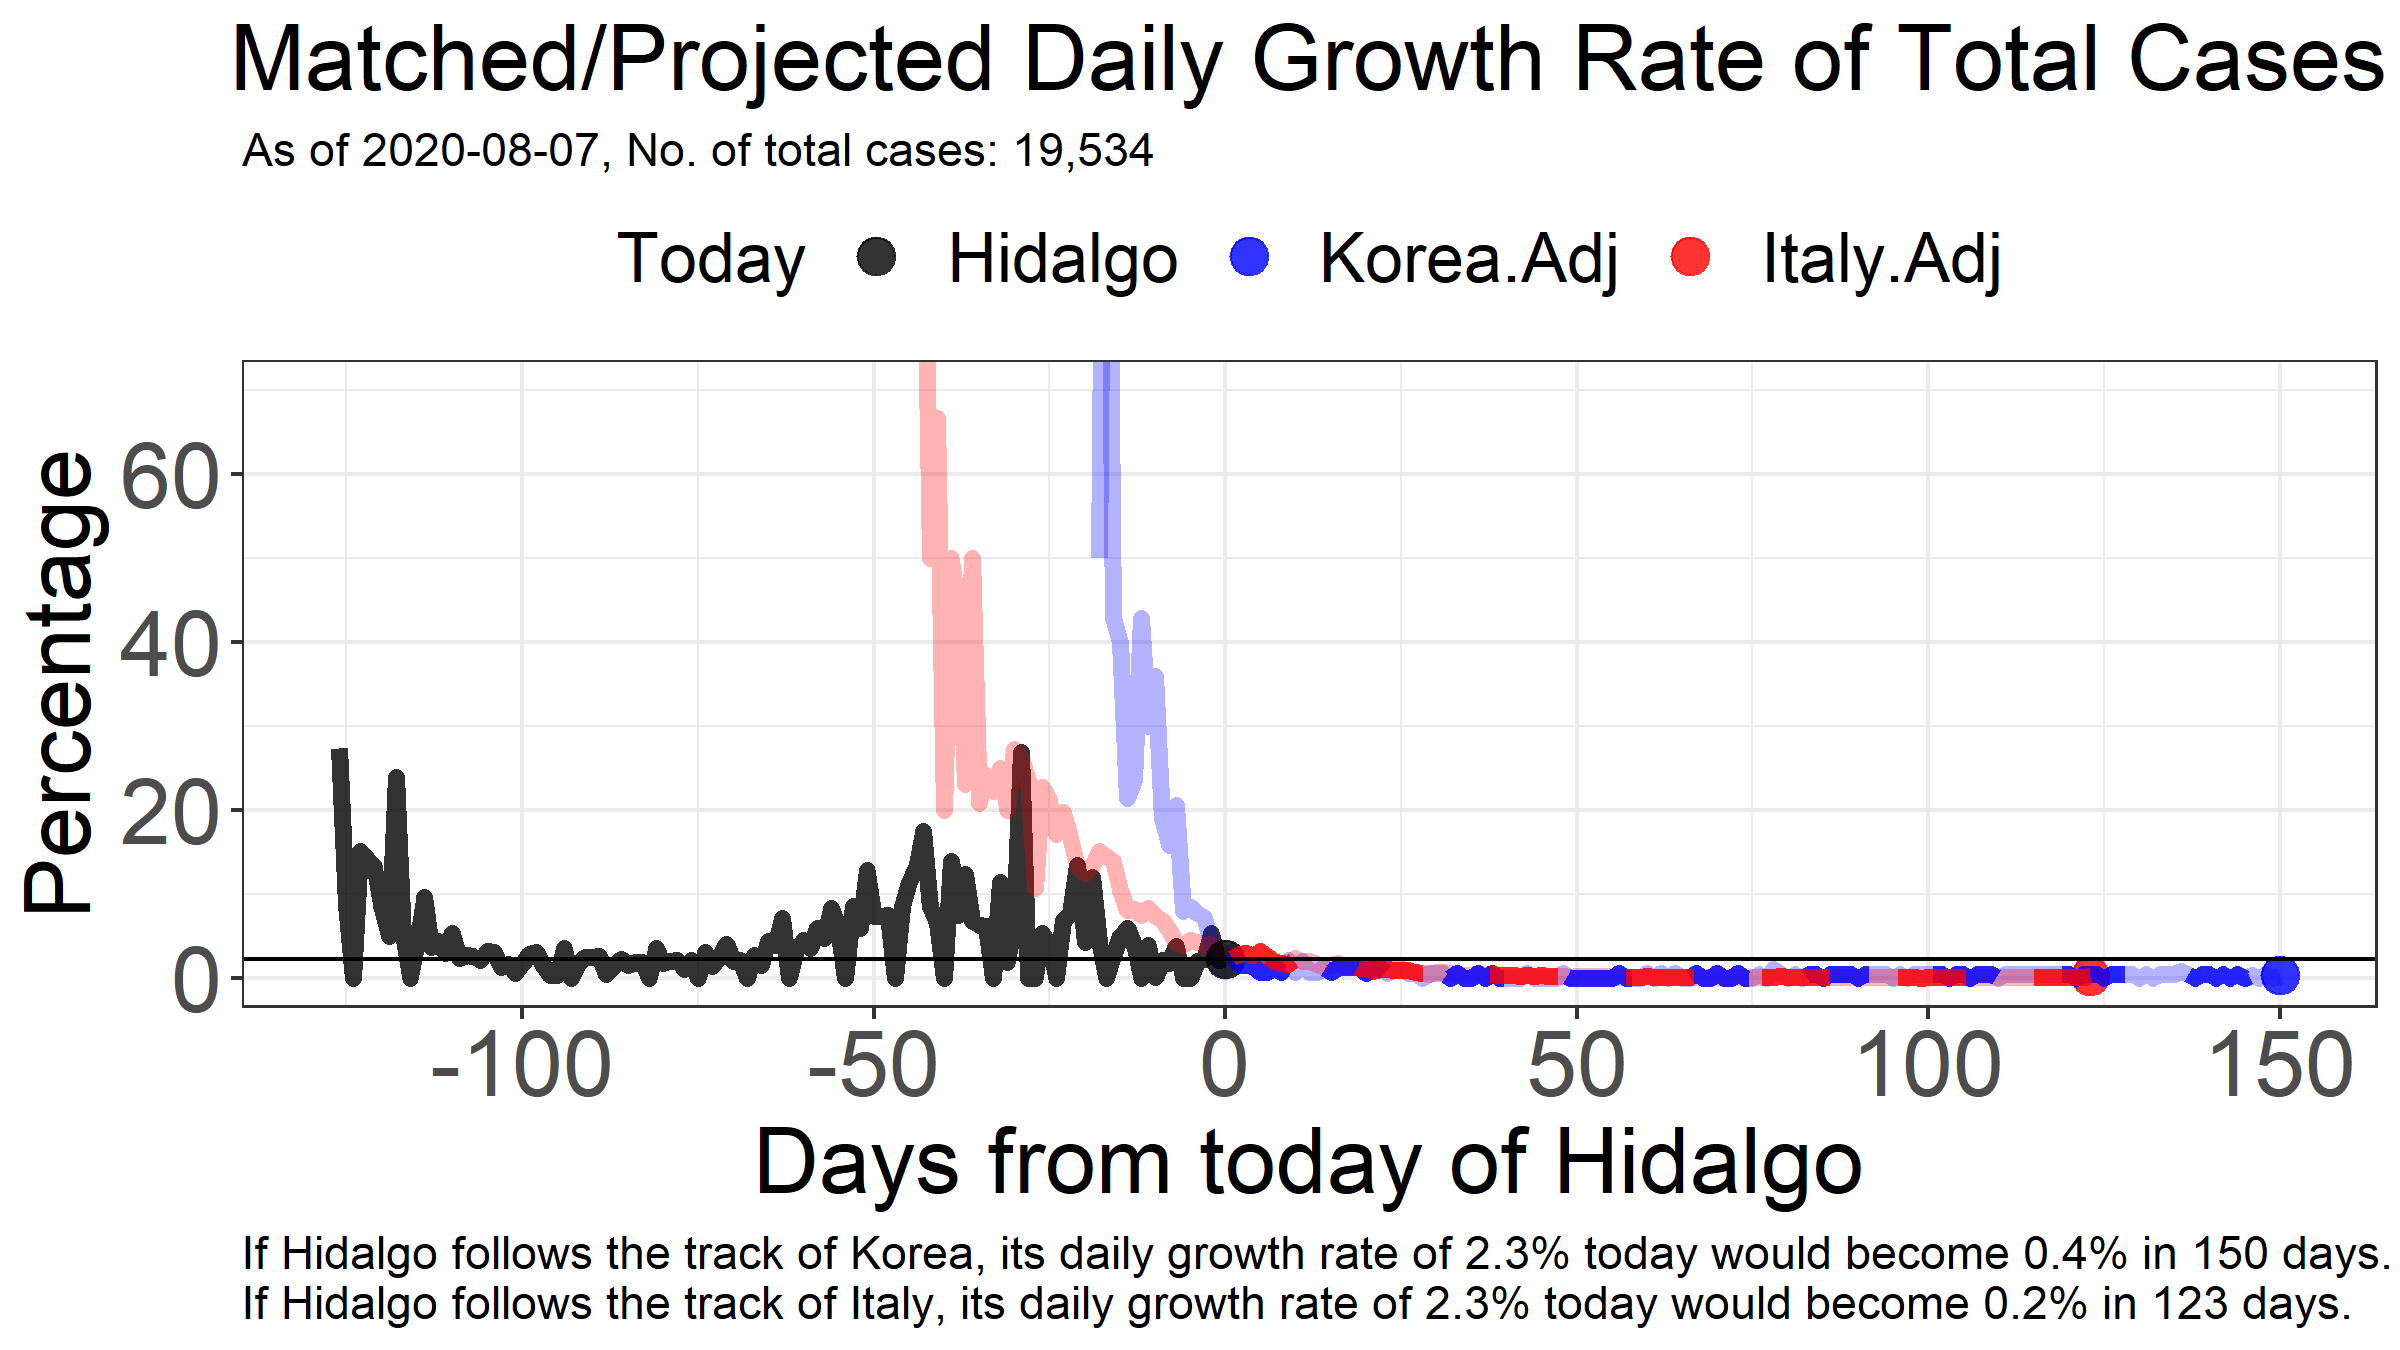 Matched/Projected Daily Growth Rate of Total Cases
As of 2020-08-07, No. of total cases: 19,534
Today Hidalgo Korea.Adj Italy.Adj
Percentage
60
40
20
0
-100 -50 0 50 100 150
Days from today of Hidalgo
If Hidalgo follows the track of Korea, its daily growth rate of 2.3% today would become 0.4% in 150 days.
If Hidalgo follows the track of Italy, its daily growth rate of 2.3% today would become 0.2% in 123 days.